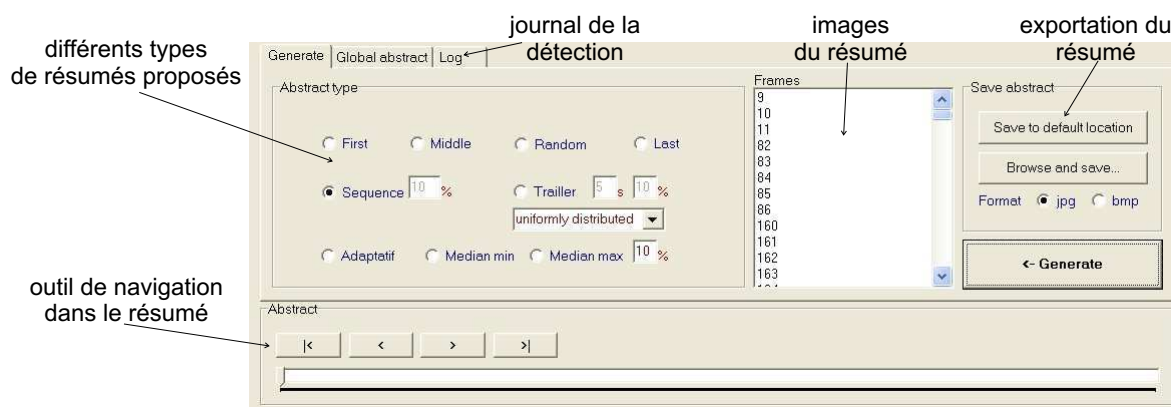 différents types
de résumés proposés
journal de la
détection
images
du résumé
exportation du
résumé
Generate Global abstract Log
Abstract type
First Middle Random Last
Sequence 10 % Trailler 5 s 10 %
uniformly distributed
Adaptatif Median min Median max 10 %
Frames
9
10
11
82
83
84
85
86
160
161
162
163
Save abstract
Save to default location
Browse and save...
Format jpg bmp
<- Generate
outil de navigation
dans le résumé
Abstract
|< < > >|